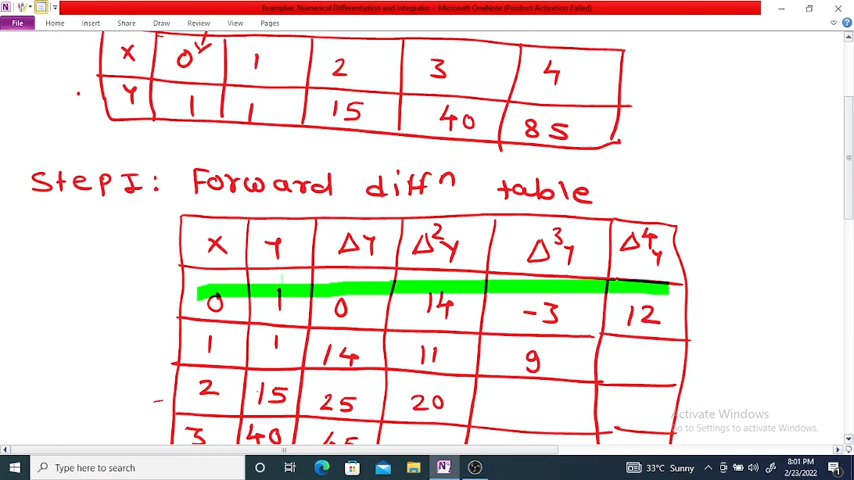 Examples: Numerical Differentiation and Integratio - Microsoft OneNote (Product Activation Failed)
File Home Insert Draw History Review View Pages
X 0 1 2 3 4
Y 1 1 15 40 85
Step I: Forward diffn table
X Y ΔY Δ²Y Δ³Y Δ⁴Y
0 1 0 14 -3 12
1 1 14 11 9
2 15 25 20
3 40 45
Activate Windows
Go to Settings to activate Windows.
Type here to search
33°C Sunny
8:01 PM
2/23/2022